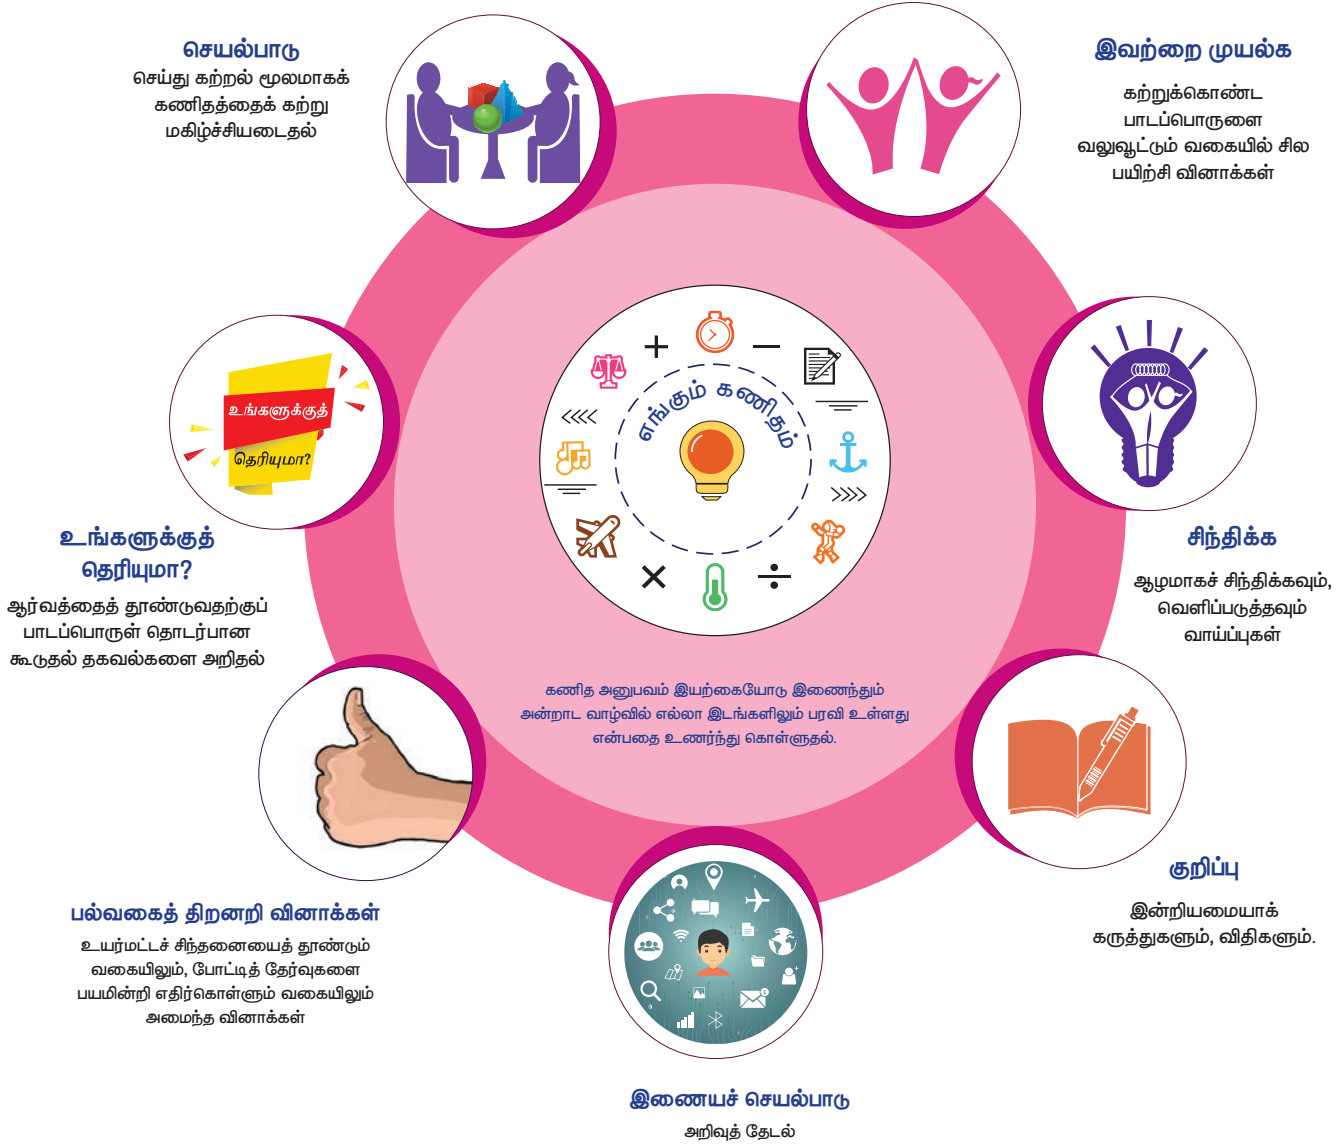 செயல்பாடு
செய்து கற்றல் மூலமாகக்
கணிதத்தைக் கற்று
மகிழ்ச்சியடைதல்
இவற்றை முயல்க
கற்றுக்கொண்ட
பாடப்பொருளை
வலுவூட்டும் வகையில் சில
பயிற்சி வினாக்கள்
எங்கும் கணிதம்
உங்களுக்குத்
தெரியுமா?
உங்களுக்குத்
தெரியுமா?
ஆர்வத்தைத் தூண்டுவதற்குப்
பாடப்பொருள் தொடர்பான
கூடுதல் தகவல்களை அறிதல்
சிந்திக்க
ஆழமாகச் சிந்திக்கவும்,
வெளிப்படுத்தவும்
வாய்ப்புகள்
கணித அனுபவம் இயற்கையோடு இணைந்தும்
அன்றாட வாழ்வில் எல்லா இடங்களிலும் பரவி உள்ளது
என்பதை உணர்ந்து கொள்ளுதல்.
குறிப்பு
இன்றியமையாக்
கருத்துகளும், விதிகளும்.
பல்வகைத் திறனறி வினாக்கள்
உயர்மட்டச் சிந்தனையைத் தூண்டும்
வகையிலும், போட்டித் தேர்வுகளை
பயமின்றி எதிர்கொள்ளும் வகையிலும்
அமைந்த வினாக்கள்
இணையச் செயல்பாடு
அறிவுத் தேடல்